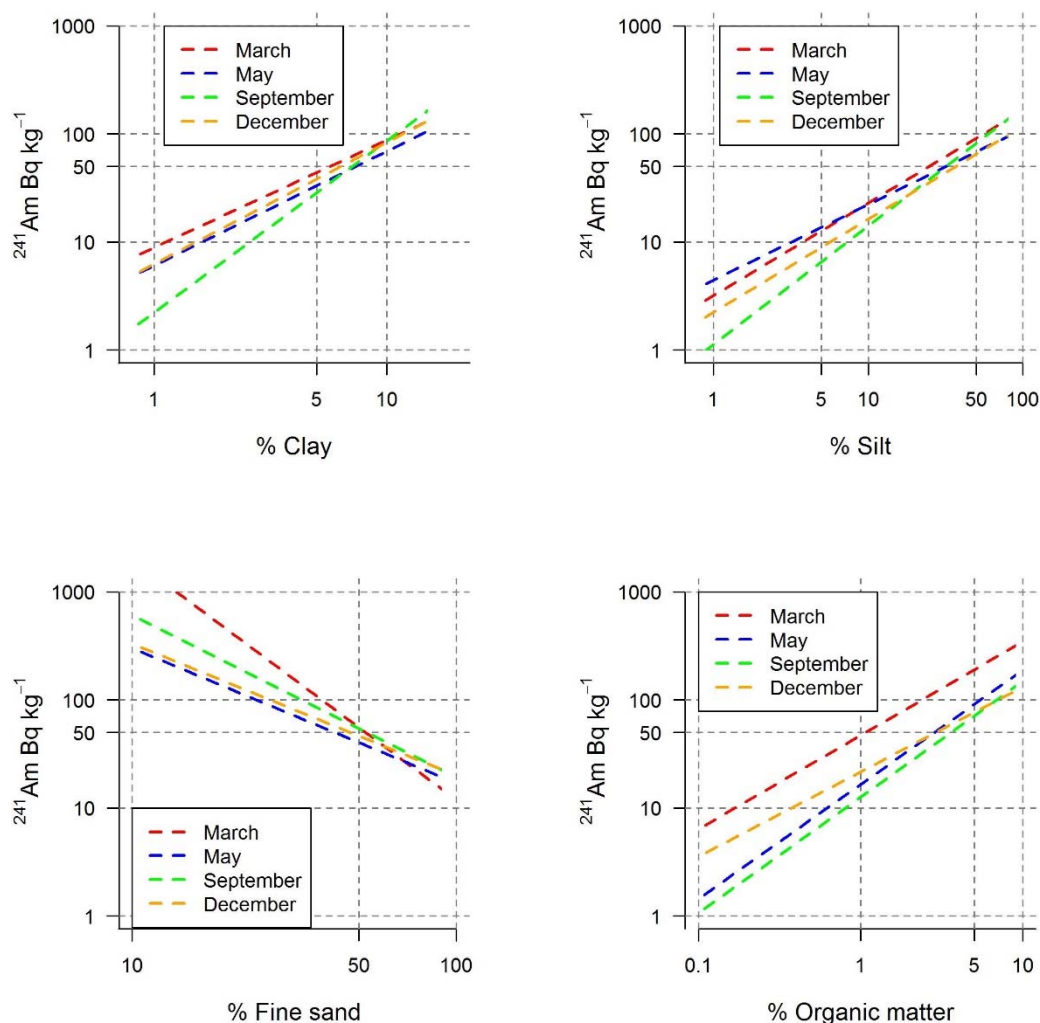 1000
100
50
10
1
²⁴¹Am Bq kg⁻¹
March
May
September
December
1 5 10
% Clay
1000
100
50
10
1
²⁴¹Am Bq kg⁻¹
March
May
September
December
1 5 10 50 100
% Silt
1000
100
50
10
1
²⁴¹Am Bq kg⁻¹
March
May
September
December
10 50 100
% Fine sand
1000
100
50
10
1
²⁴¹Am Bq kg⁻¹
March
May
September
December
0.1 1 5 10
% Organic matter